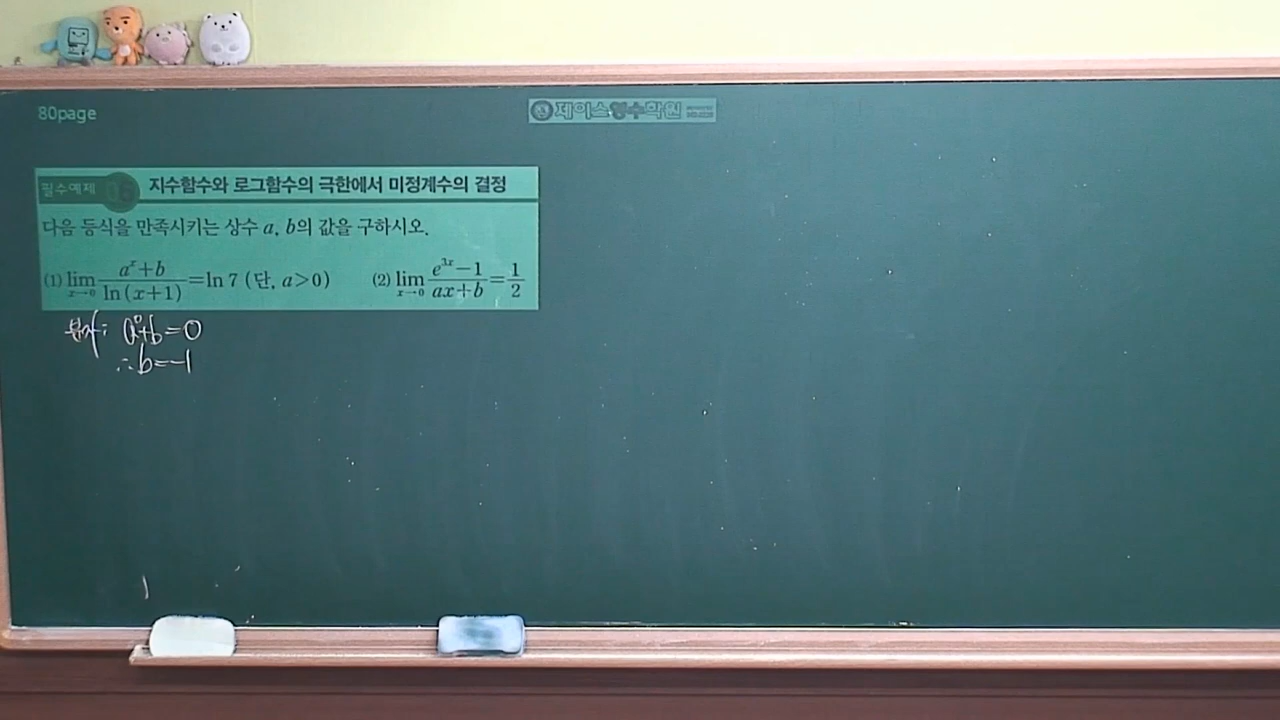 80page
제이스영수학원
필수예제 05 지수함수와 로그함수의 극한에서 미정계수의 결정
다음 등식을 만족시키는 상수 a, b의 값을 구하시오.
(1) lim_{x→0} (a^x+b)/(ln(x+1)) = ln 7 (단, a>0) (2) lim_{x→0} (e^{3x}-1)/(ax+b) = 1/2
분자: a^0+b=0
∴b=-1